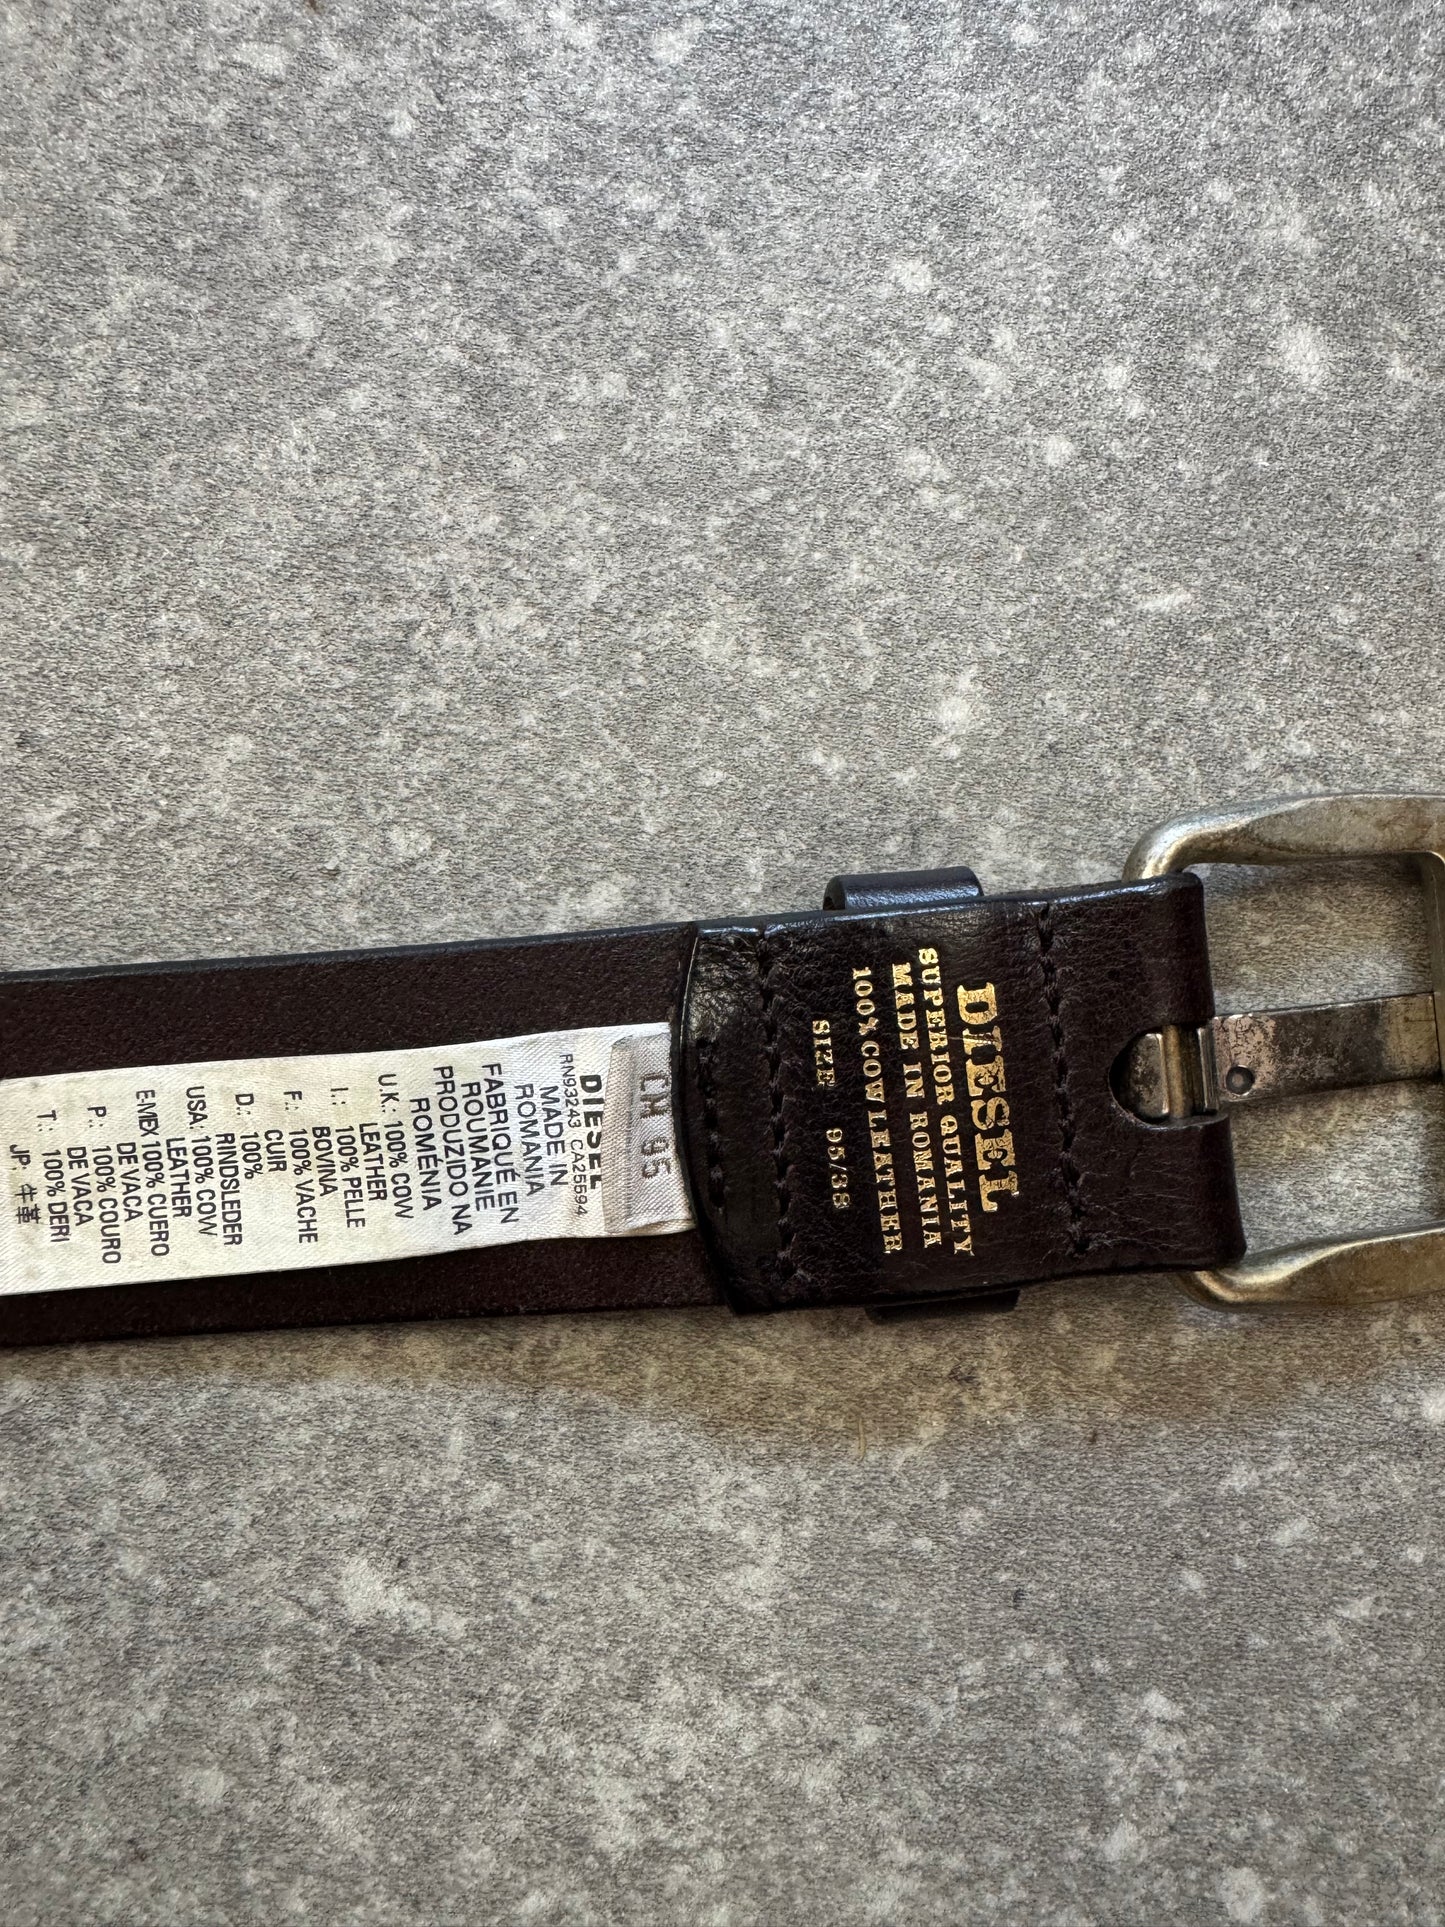 DIESEL
SUPERIOR QUALITY
MADE IN ROMANIA
100% COW LEATHER
SIZE 95/38
CM 95
DIESEL
RN93243 CA25594
MADE IN
ROMANIA
FABRIQUÉ EN
ROUMANIE
PRODUZIDO NA
ROMÉNIA
U.K.: 100% COW
LEATHER
I.: 100% PELLE
BOVINA
F.: 100% VACHE
CUIR
D.: 100%
RINDSLEDER
USA: 100% COW
LEATHER
E-MEX 100% CUERO
DE VACA
P.: 100% COURO
DE VACA
T.: 100% DERI
JP: 牛革